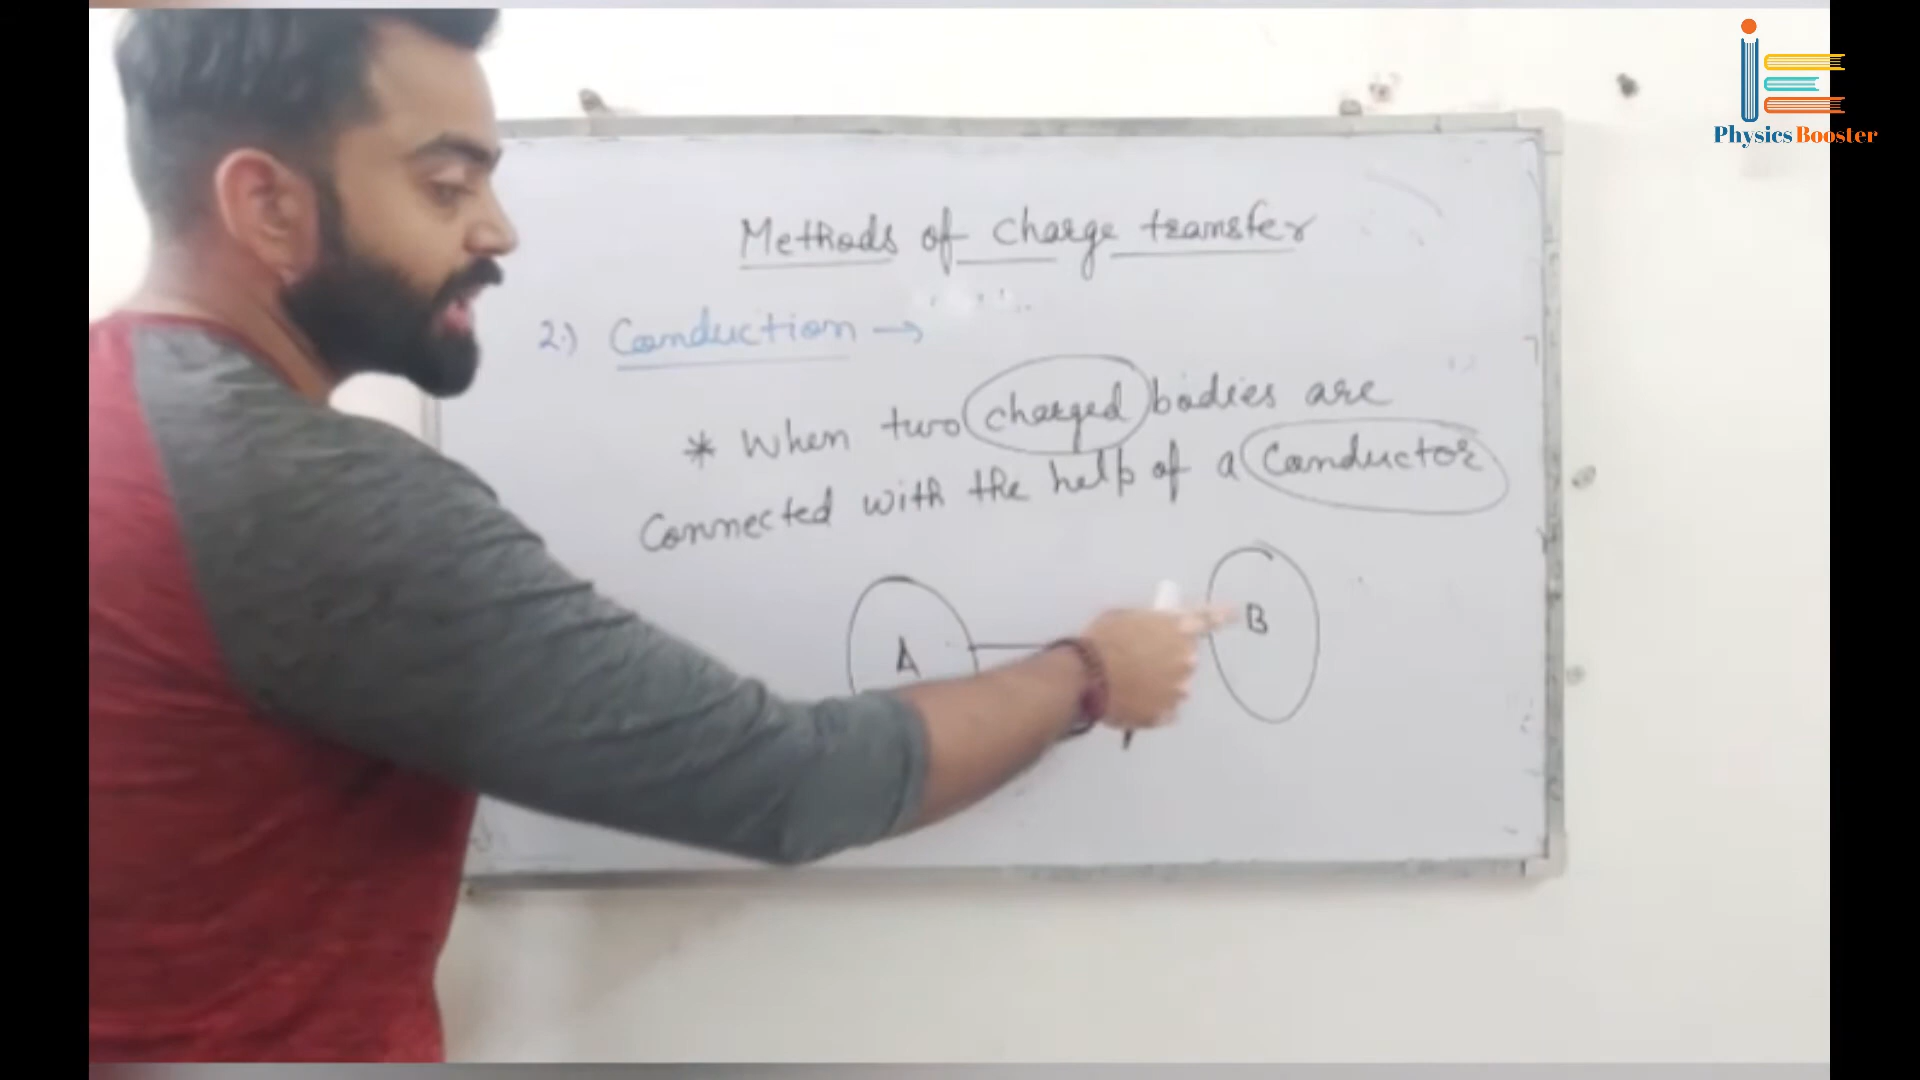 Physics Booster
Methods of charge transfer
2.) Conduction →
* When two charged bodies are
connected with the help of a conductor
A B